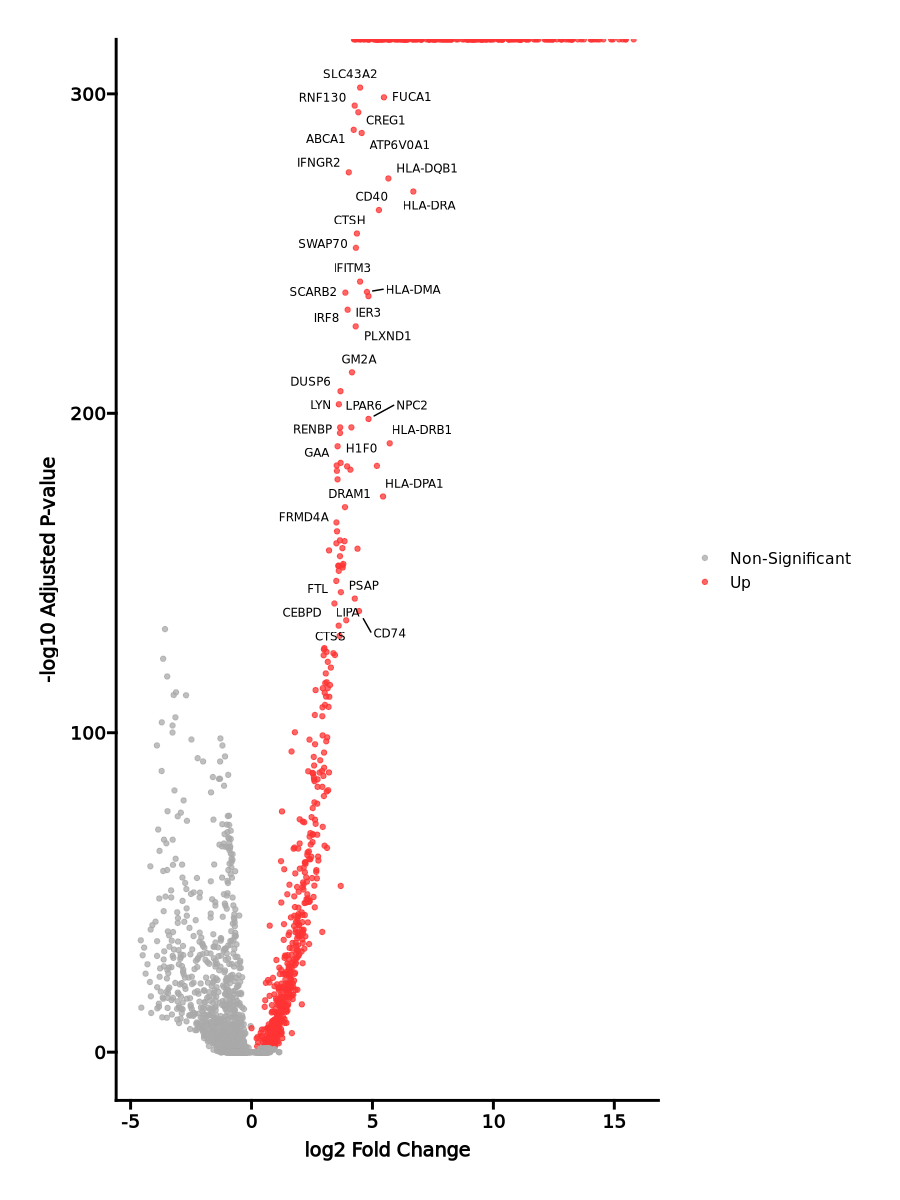 SLC43A2
300
RNF130
FUCA1
CREG1
ABCA1
ATP6V0A1
IFNGR2
HLA-DQB1
CD40
HLA-DRA
CTSH
SWAP70
IFITM3
SCARB2
HLA-DMA
IRF8
IER3
PLXND1
GM2A
DUSP6
LYN
LPAR6
NPC2
200
RENBP
HLA-DRB1
GAA
H1F0
HLA-DPA1
DRAM1
FRMD4A
FTL
PSAP
CEBPD
LIPA
CTSS
CD74
100
0
-5
0
5
10
15
log2 Fold Change
-log10 Adjusted P-value
Non-Significant
Up